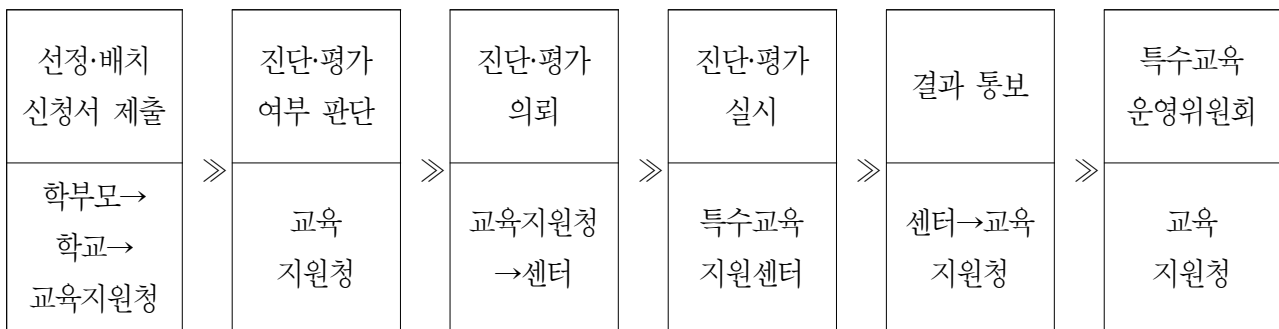 선정·배치
신청서 제출
학부모→
학교→
교육지원청
≫
진단·평가
여부 판단
교육
지원청
≫
진단·평가
의뢰
교육지원청
→센터
≫
진단·평가
실시
특수교육
지원센터
≫
결과 통보
센터→교육
지원청
≫
특수교육
운영위원회
교육
지원청